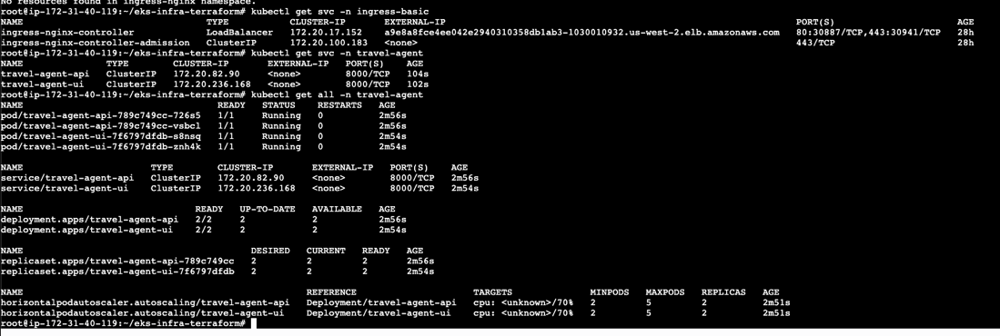 No resources found in ingress-nginx namespace.
root@ip-172-31-40-119:~/eks-infra-terraform# kubectl get svc -n ingress-basic
NAME TYPE CLUSTER-IP EXTERNAL-IP PORT(S) AGE
ingress-nginx-controller LoadBalancer 172.20.17.152 a9e8a8fce4ee042e2940310358db1ab3-1030010932.us-west-2.elb.amazonaws.com 80:30887/TCP,443:30941/TCP 28h
ingress-nginx-controller-admission ClusterIP 172.20.100.183 <none> 443/TCP 28h
root@ip-172-31-40-119:~/eks-infra-terraform# kubectl get svc -n travel-agent
NAME TYPE CLUSTER-IP EXTERNAL-IP PORT(S) AGE
travel-agent-api ClusterIP 172.20.82.90 <none> 8000/TCP 104s
travel-agent-ui ClusterIP 172.20.236.168 <none> 8000/TCP 102s
root@ip-172-31-40-119:~/eks-infra-terraform# kubectl get all -n travel-agent
NAME READY STATUS RESTARTS AGE
pod/travel-agent-api-789c749cc-726s5 1/1 Running 0 2m56s
pod/travel-agent-api-789c749cc-vsbcl 1/1 Running 0 2m56s
pod/travel-agent-ui-7f6797dfdb-s8nsq 1/1 Running 0 2m54s
pod/travel-agent-ui-7f6797dfdb-znh4k 1/1 Running 0 2m54s
NAME TYPE CLUSTER-IP EXTERNAL-IP PORT(S) AGE
service/travel-agent-api ClusterIP 172.20.82.90 <none> 8000/TCP 2m56s
service/travel-agent-ui ClusterIP 172.20.236.168 <none> 8000/TCP 2m54s
NAME READY UP-TO-DATE AVAILABLE AGE
deployment.apps/travel-agent-api 2/2 2 2 2m56s
deployment.apps/travel-agent-ui 2/2 2 2 2m54s
NAME DESIRED CURRENT READY AGE
replicaset.apps/travel-agent-api-789c749cc 2 2 2 2m56s
replicaset.apps/travel-agent-ui-7f6797dfdb 2 2 2 2m54s
NAME REFERENCE TARGETS MINPODS MAXPODS REPLICAS AGE
horizontalpodautoscaler.autoscaling/travel-agent-api Deployment/travel-agent-api cpu: <unknown>/70% 2 5 2 2m51s
horizontalpodautoscaler.autoscaling/travel-agent-ui Deployment/travel-agent-ui cpu: <unknown>/70% 2 5 2 2m51s
root@ip-172-31-40-119:~/eks-infra-terraform#